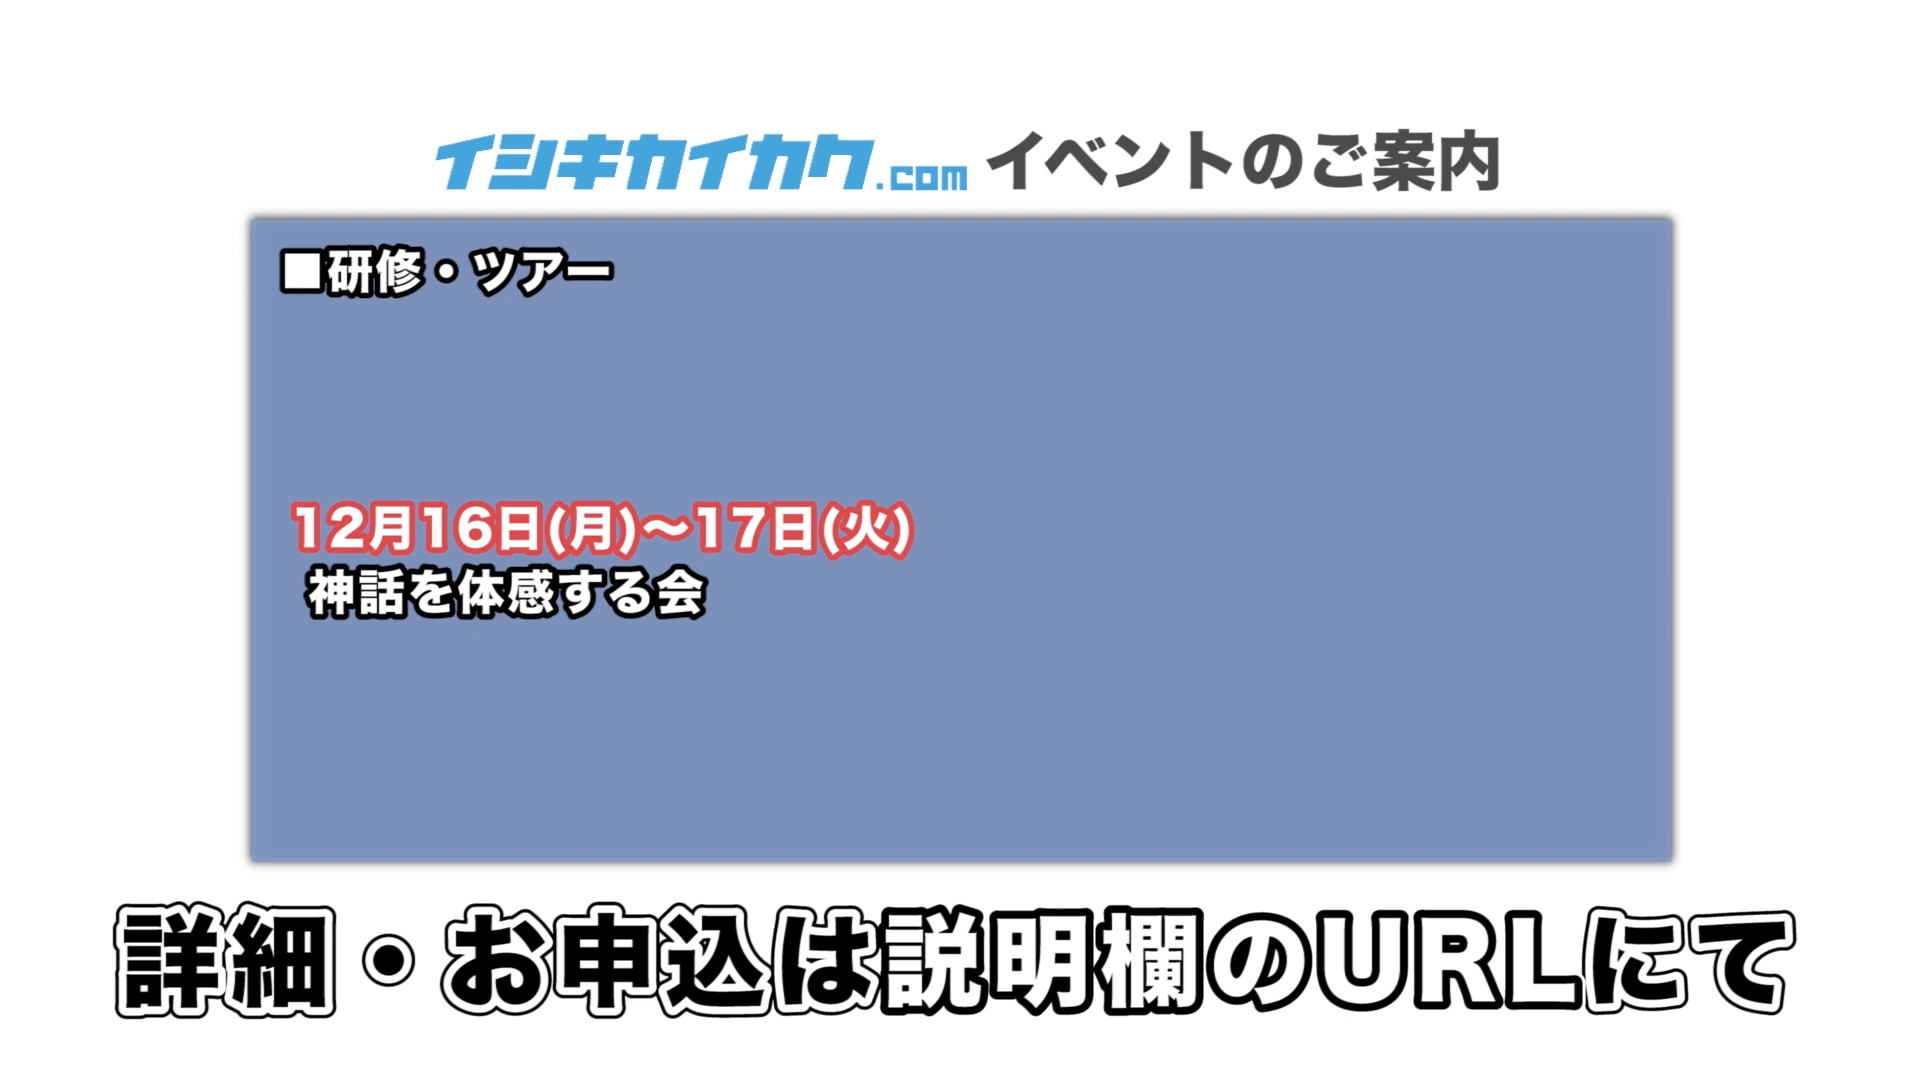 イシキカイカク.com イベントのご案内
■研修・ツアー
12月16日(月)〜17日(火)
神話を体感する会
詳細・お申込は説明欄のURLにて